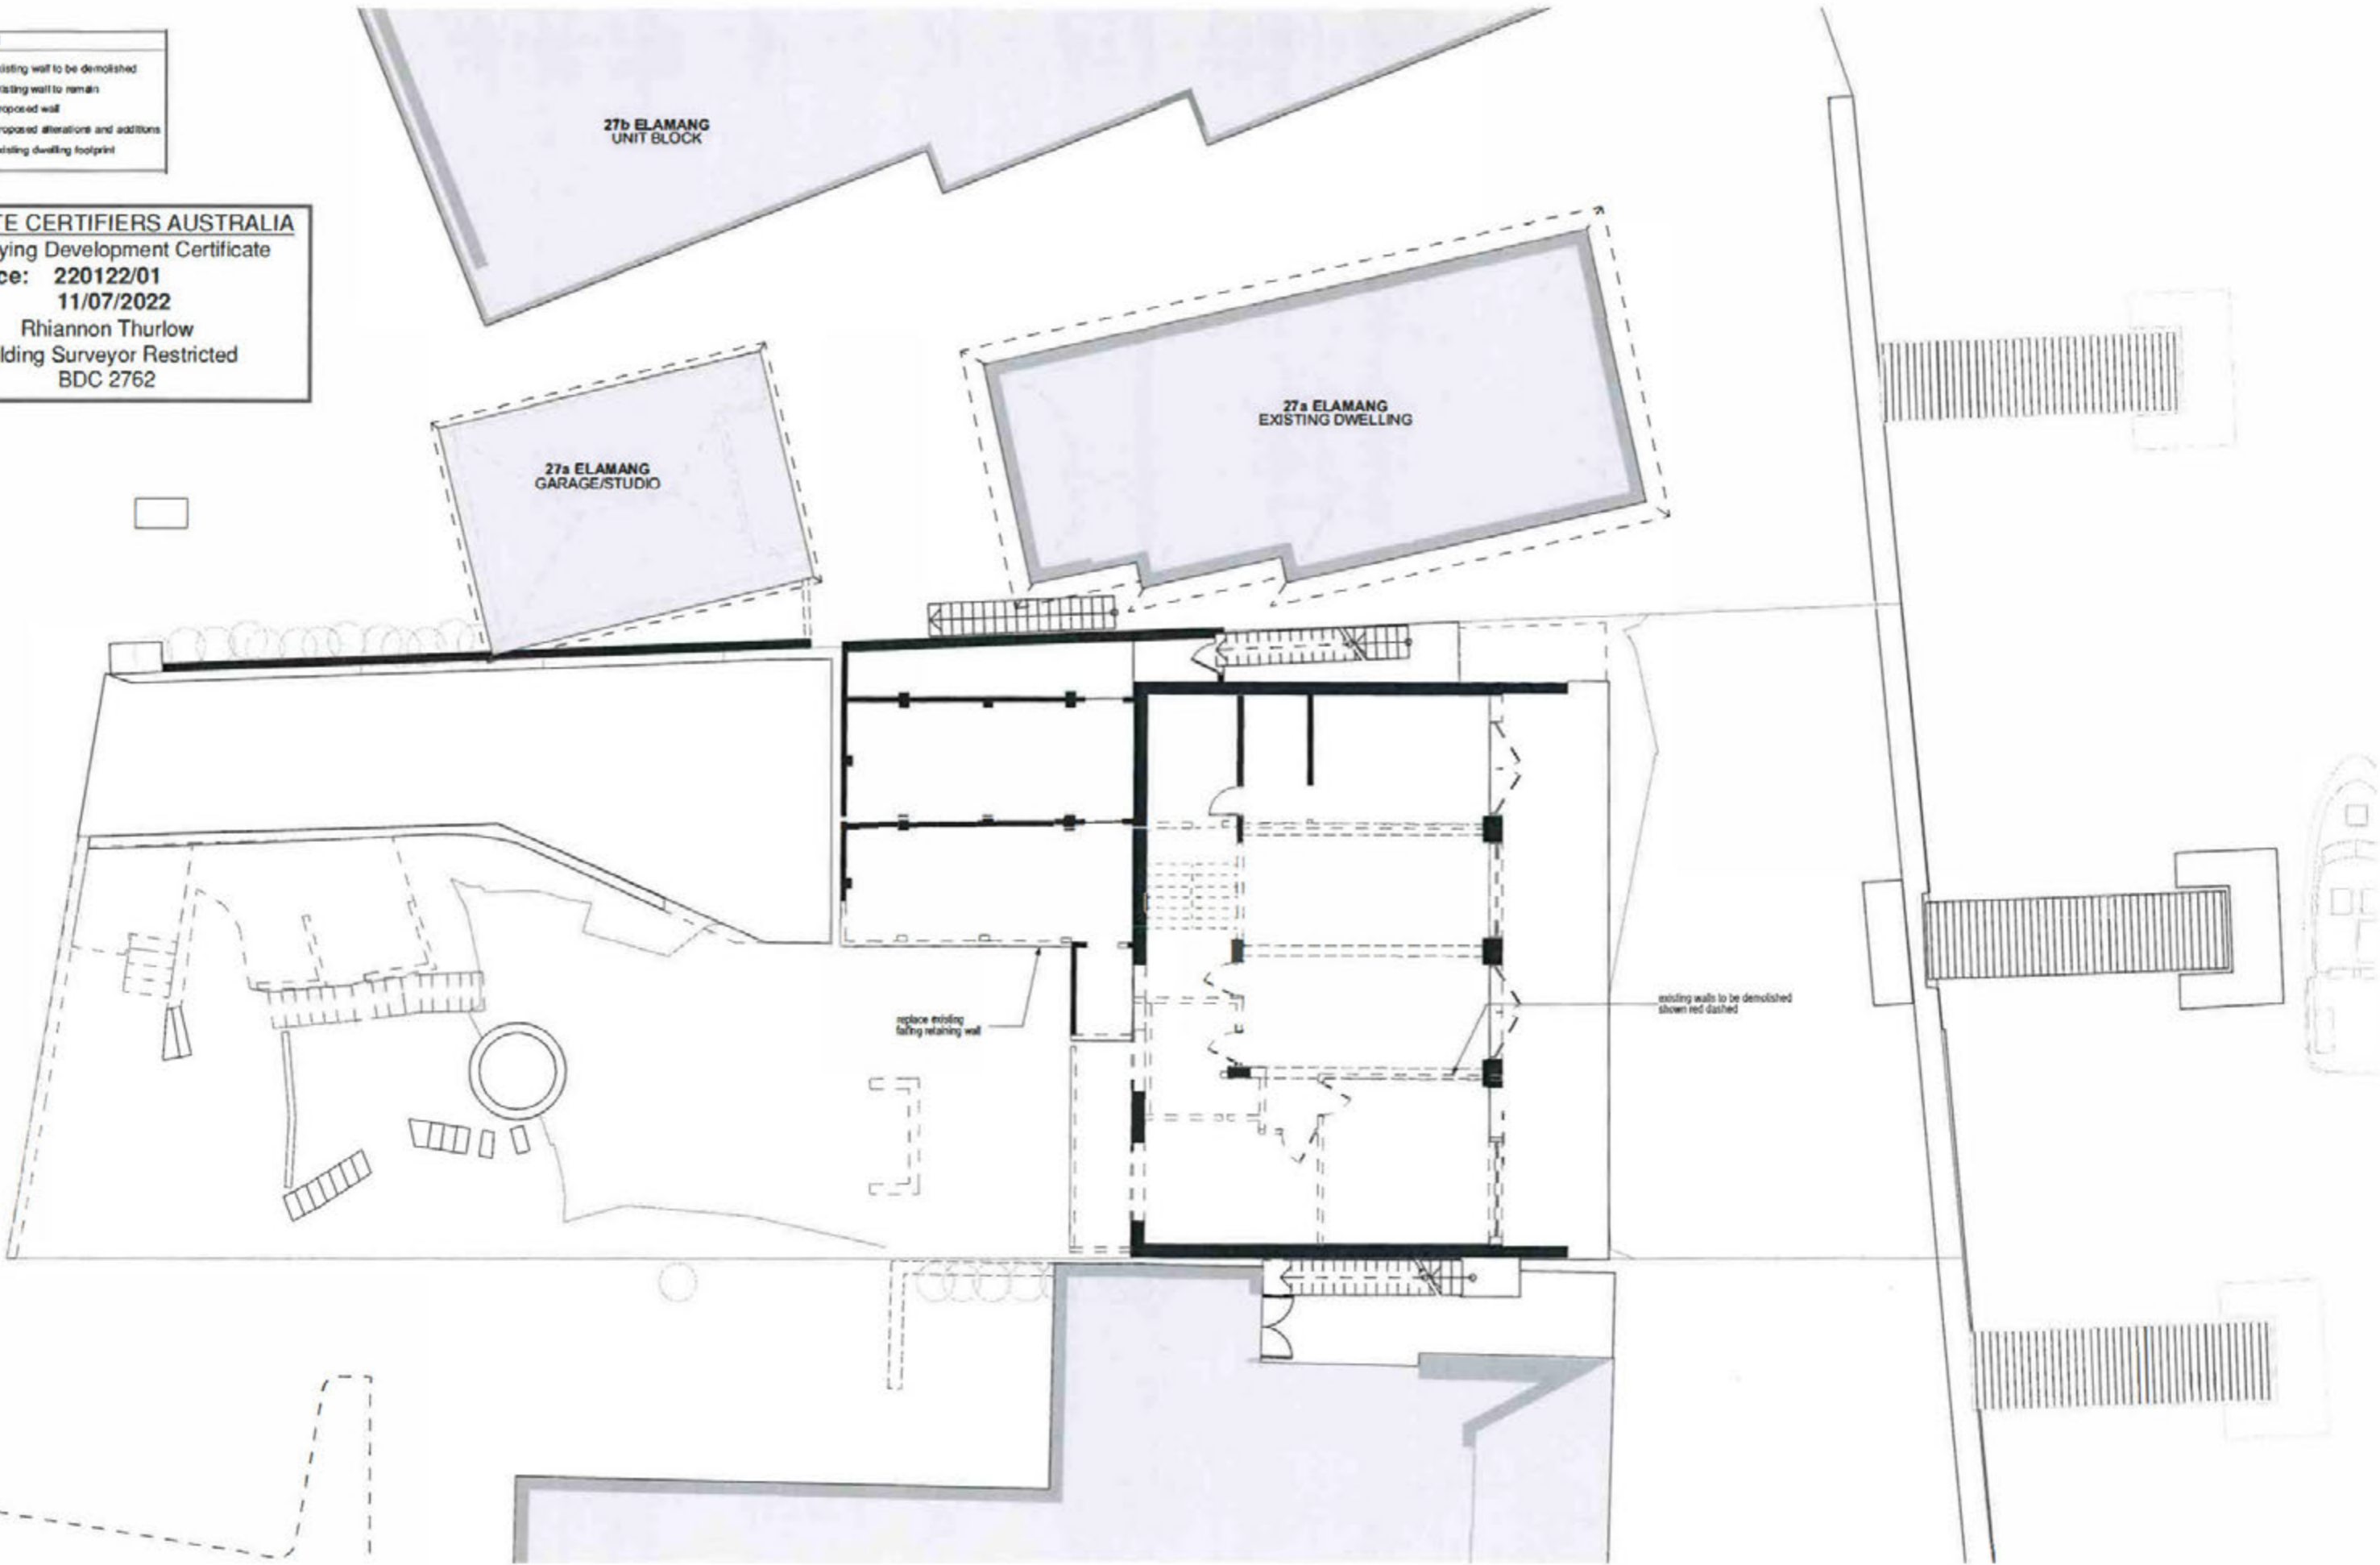 isting wall to be demolished
isting wall to remain
roposed wall
roposed alterations and additions
isting dwelling footprint
TE CERTIFIERS AUSTRALIA
ying Development Certificate
ce: 220122/01
11/07/2022
Rhiannon Thurlow
lding Surveyor Restricted
BDC 2762
27b ELAMANG
UNIT BLOCK
27a ELAMANG
GARAGE/STUDIO
27a ELAMANG
EXISTING DWELLING
replace existing
failing retaining wall
existing walls to be demolished
shown red dashed